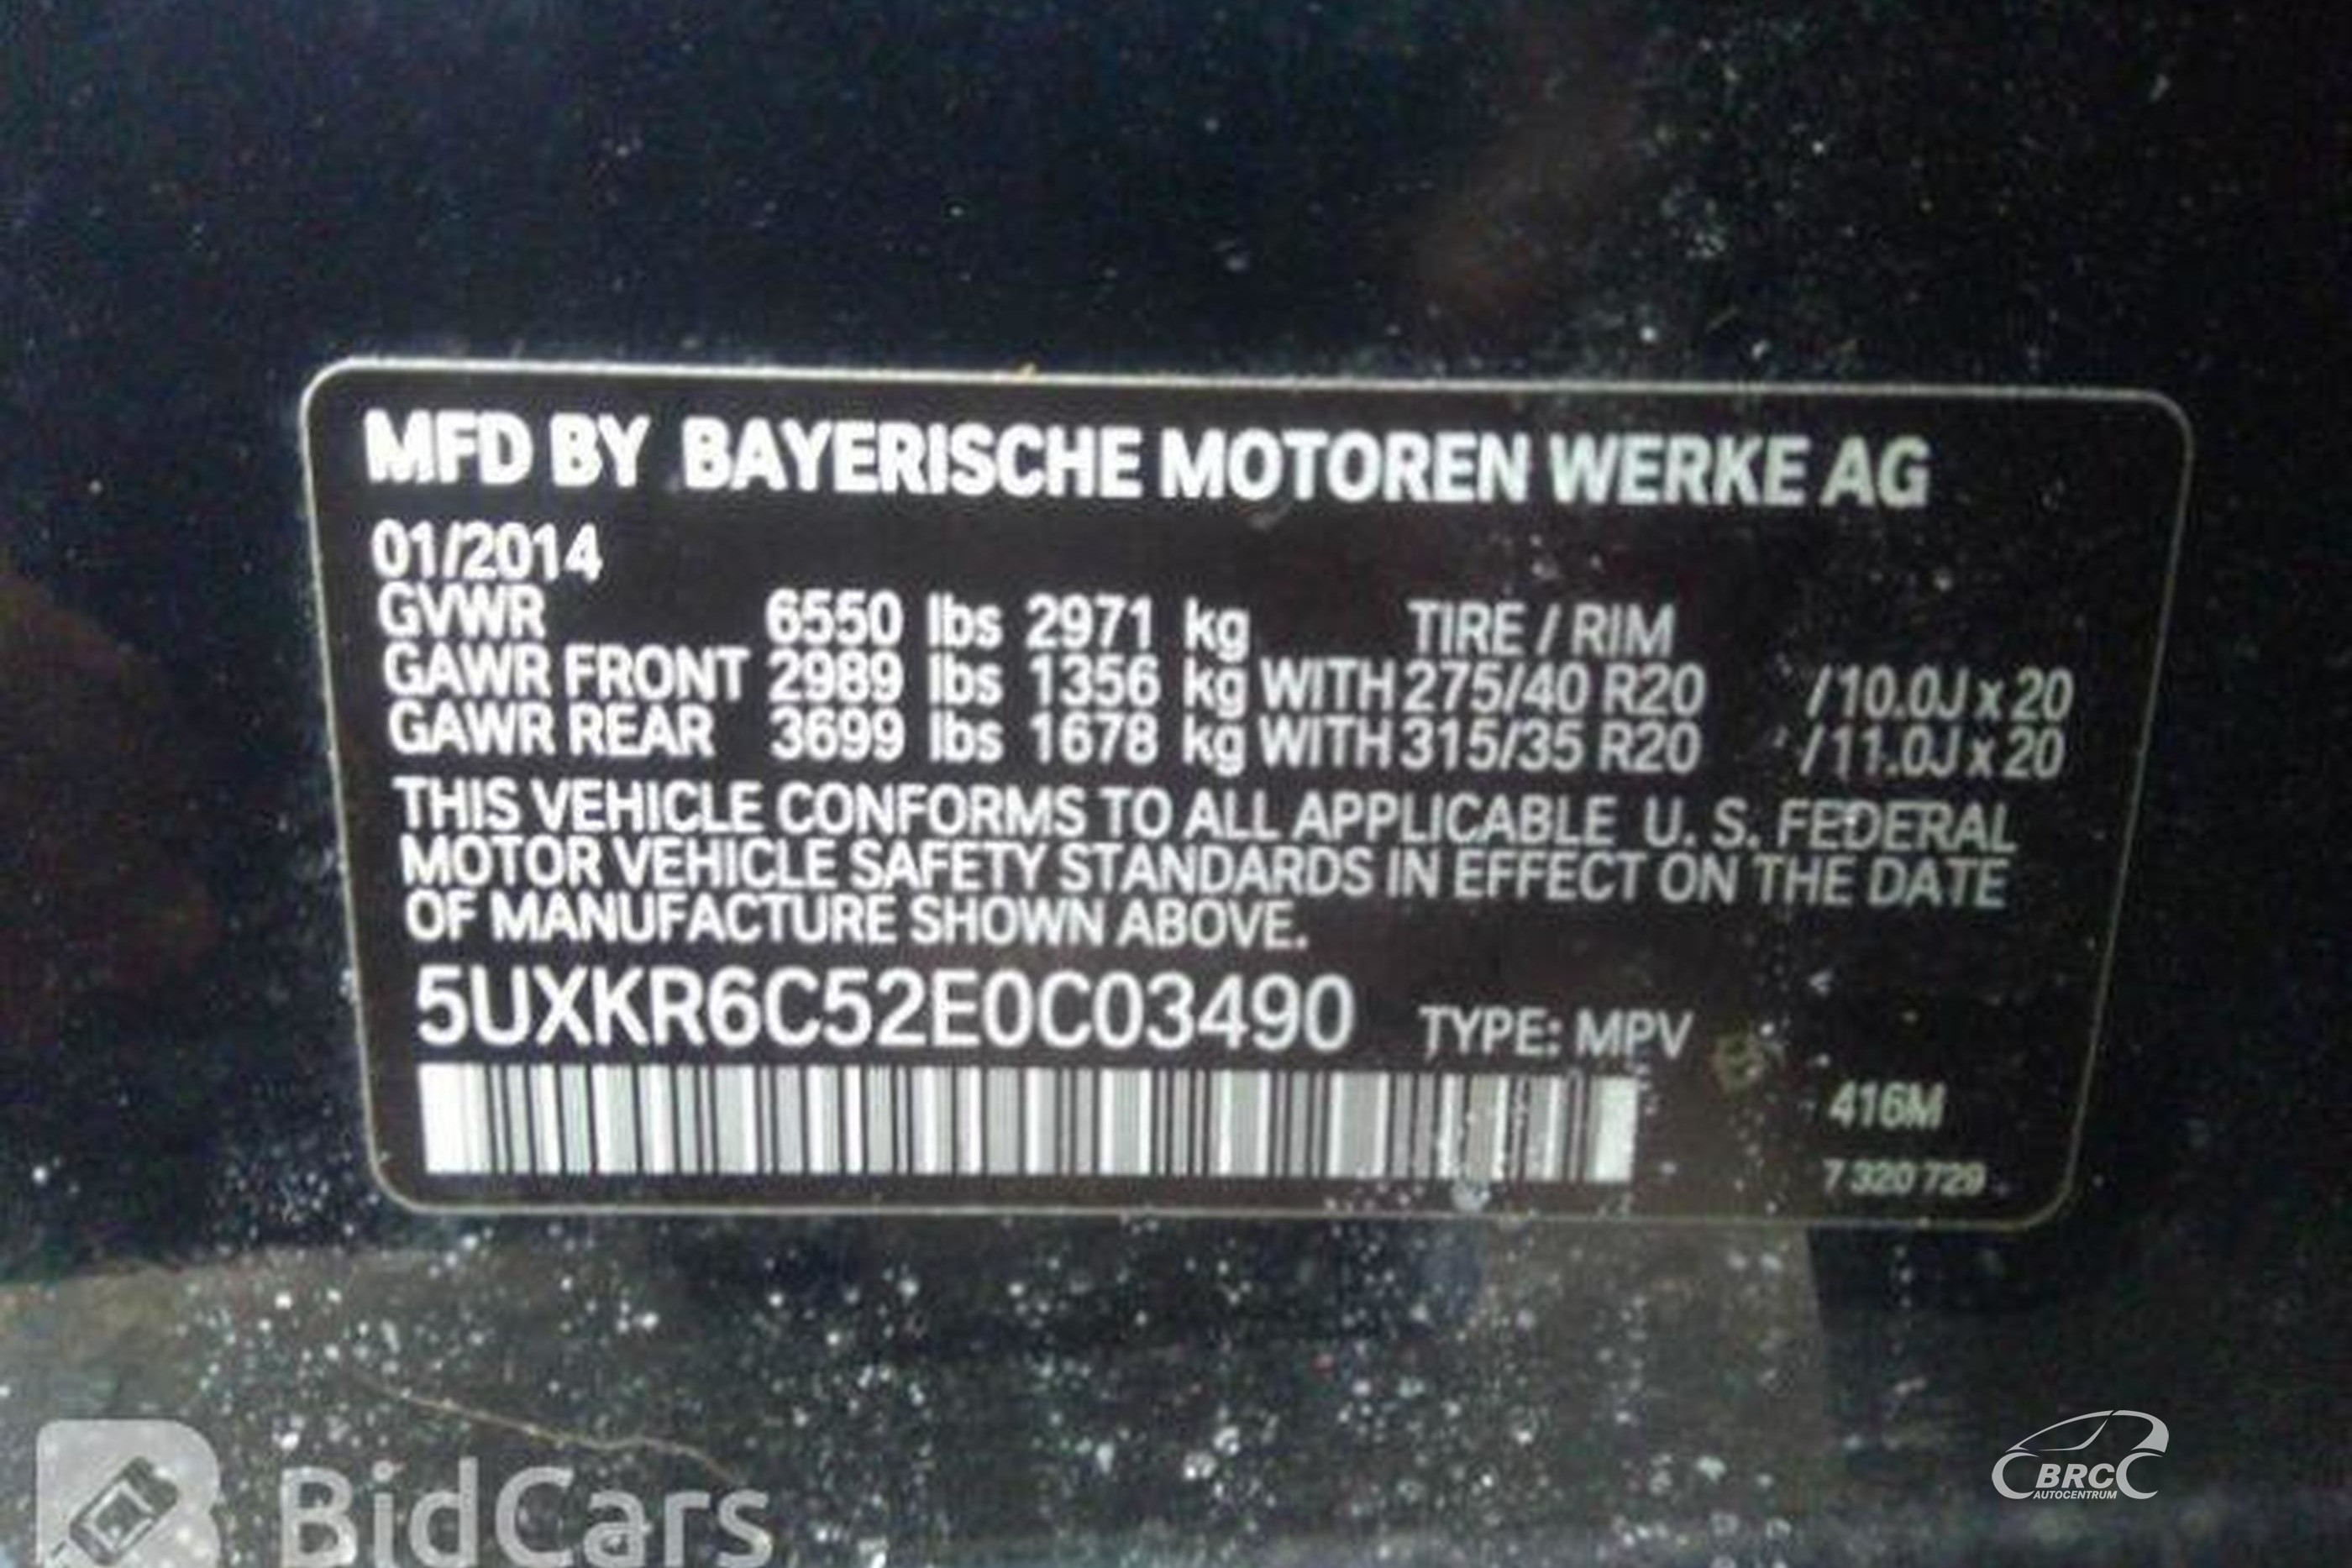 MFD BY BAYERISCHE MOTOREN WERKE AG
01/2014
GVWR 6550 lbs 2971 kg TIRE / RIM
GAWR FRONT 2989 lbs 1356 kg WITH 275/40 R20 / 10.0J x 20
GAWR REAR 3699 lbs 1678 kg WITH 315/35 R20 / 11.0J x 20
THIS VEHICLE CONFORMS TO ALL APPLICABLE U. S. FEDERAL
MOTOR VEHICLE SAFETY STANDARDS IN EFFECT ON THE DATE
OF MANUFACTURE SHOWN ABOVE.
5UXKR6C52E0C03490 TYPE: MPV
416M
7 320 729
BidCars
BRC
AUTOCENTRUM